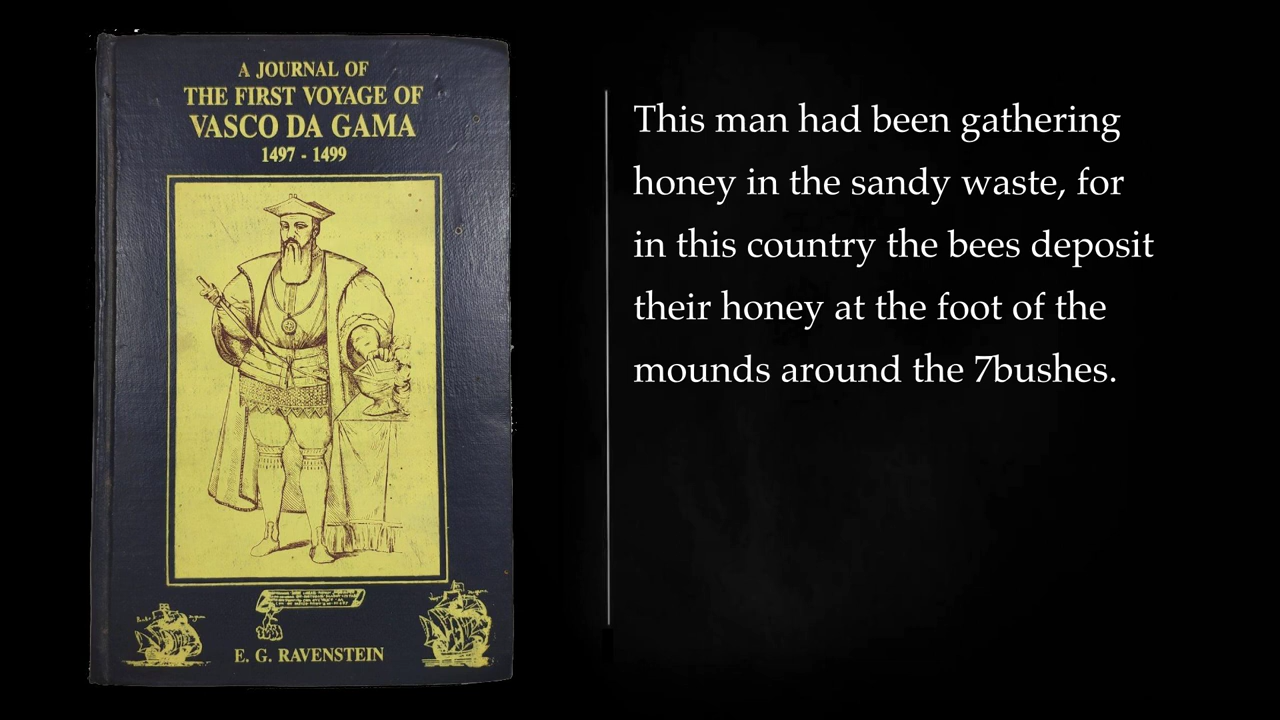 A JOURNAL OF
THE FIRST VOYAGE OF
VASCO DA GAMA
1497 - 1499
E. G. RAVENSTEIN
This man had been gathering
honey in the sandy waste, for
in this country the bees deposit
their honey at the foot of the
mounds around the 7bushes.